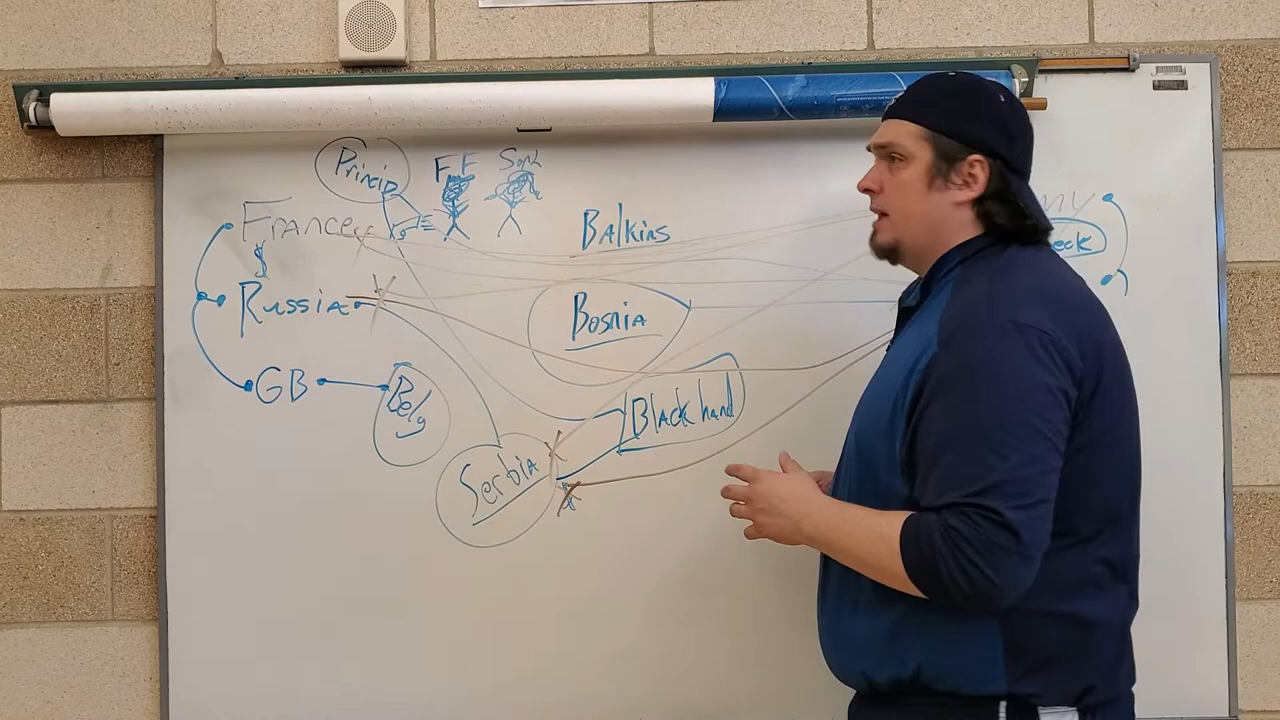 Princip
FF Soph
France
$
Balkins
Russia
Bosnia
GB
Belg
Black hand
Serbia